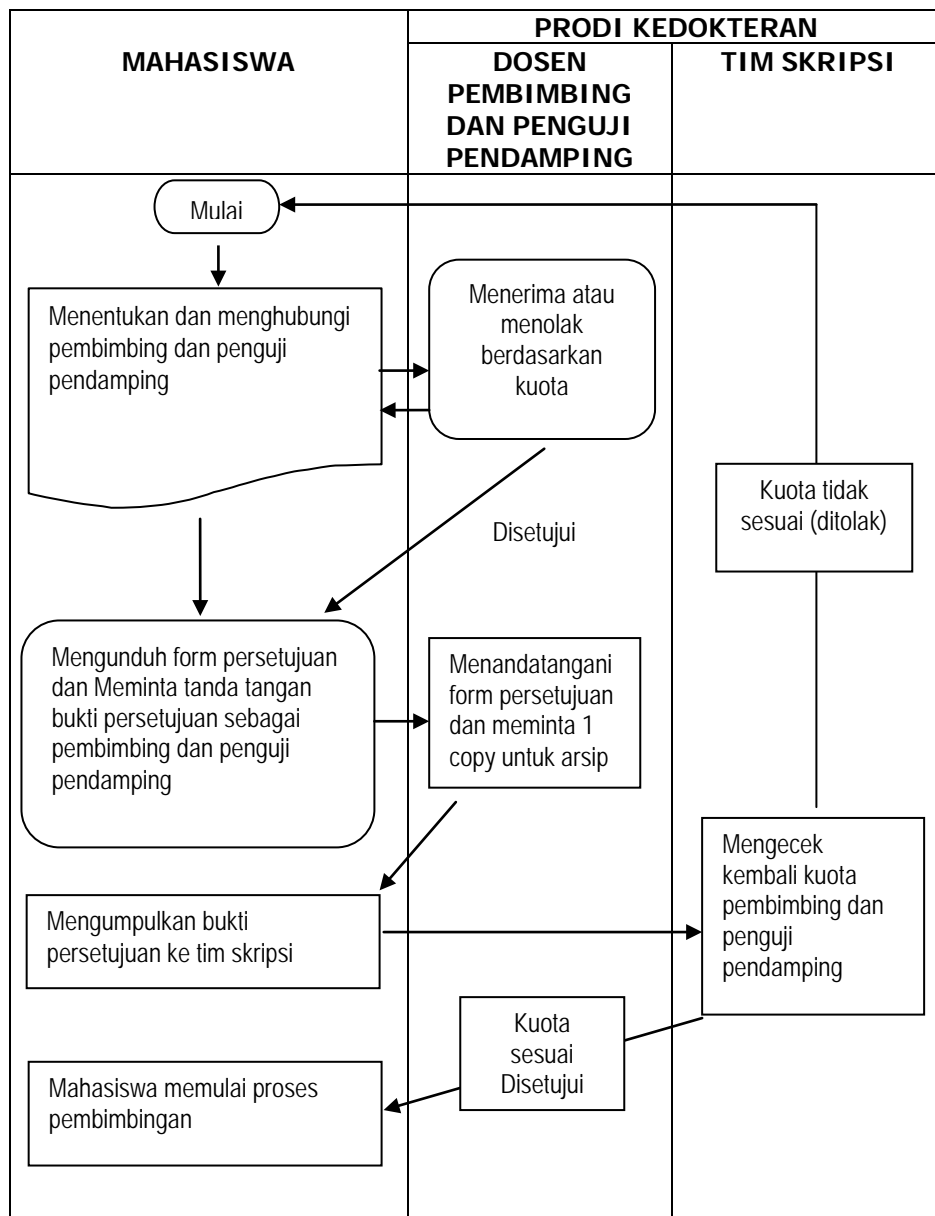 PRODI KEDOKTERAN
MAHASISWA
DOSEN
PEMBIMBING
DAN PENGUJI
PENDAMPING
TIM SKRIPSI
Mulai
Menentukan dan menghubungi
pembimbing dan penguji
pendamping
Menerima atau
menolak
berdasarkan
kuota
Kuota tidak
sesuai (ditolak)
Disetujui
Mengunduh form persetujuan
dan Meminta tanda tangan
bukti persetujuan sebagai
pembimbing dan penguji
pendamping
Menandatangani
form persetujuan
dan meminta 1
copy untuk arsip
Mengecek
kembali kuota
pembimbing dan
penguji
pendamping
Mengumpulkan bukti
persetujuan ke tim skripsi
Kuota
sesuai
Disetujui
Mahasiswa memulai proses
pembimbingan